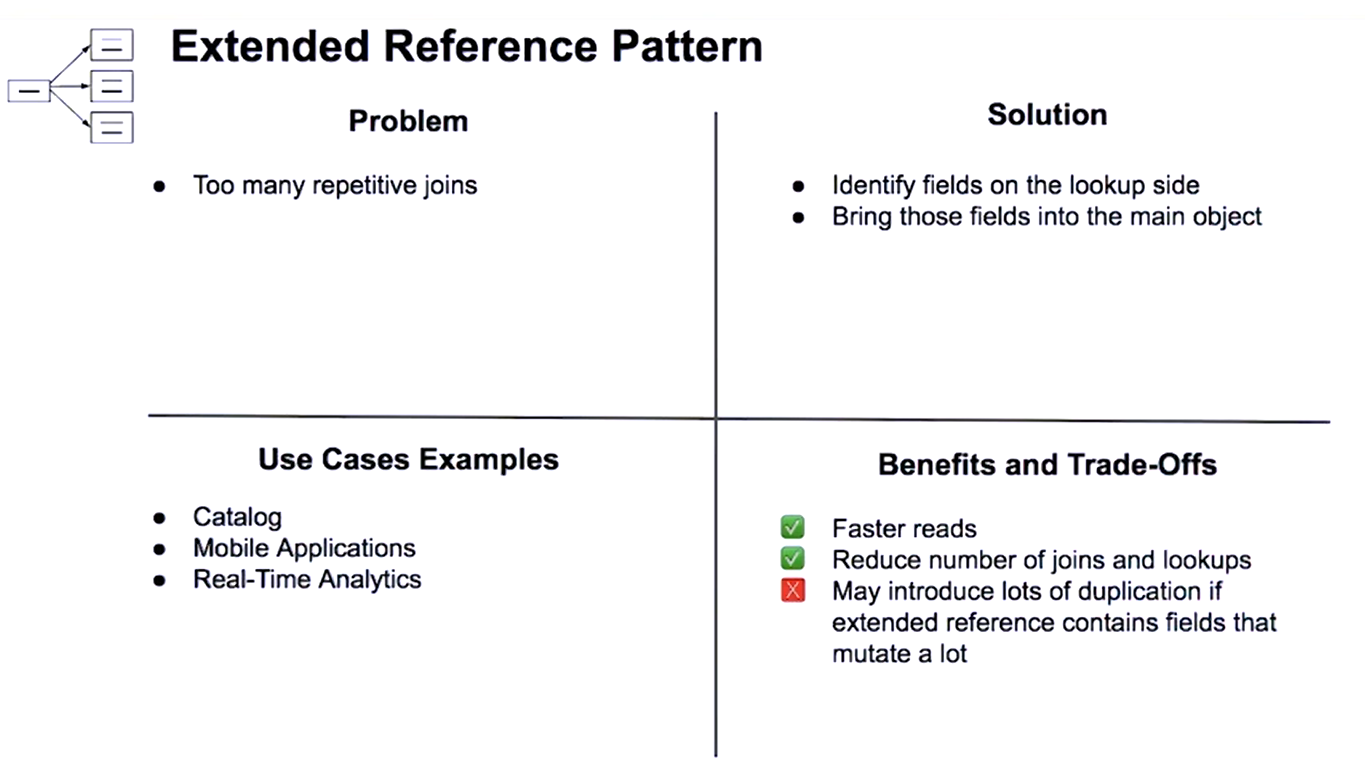 Extended Reference Pattern
Problem
● Too many repetitive joins
Solution
● Identify fields on the lookup side
● Bring those fields into the main object
Use Cases Examples
● Catalog
● Mobile Applications
● Real-Time Analytics
Benefits and Trade-Offs
✅ Faster reads
✅ Reduce number of joins and lookups
❌ May introduce lots of duplication if
extended reference contains fields that
mutate a lot